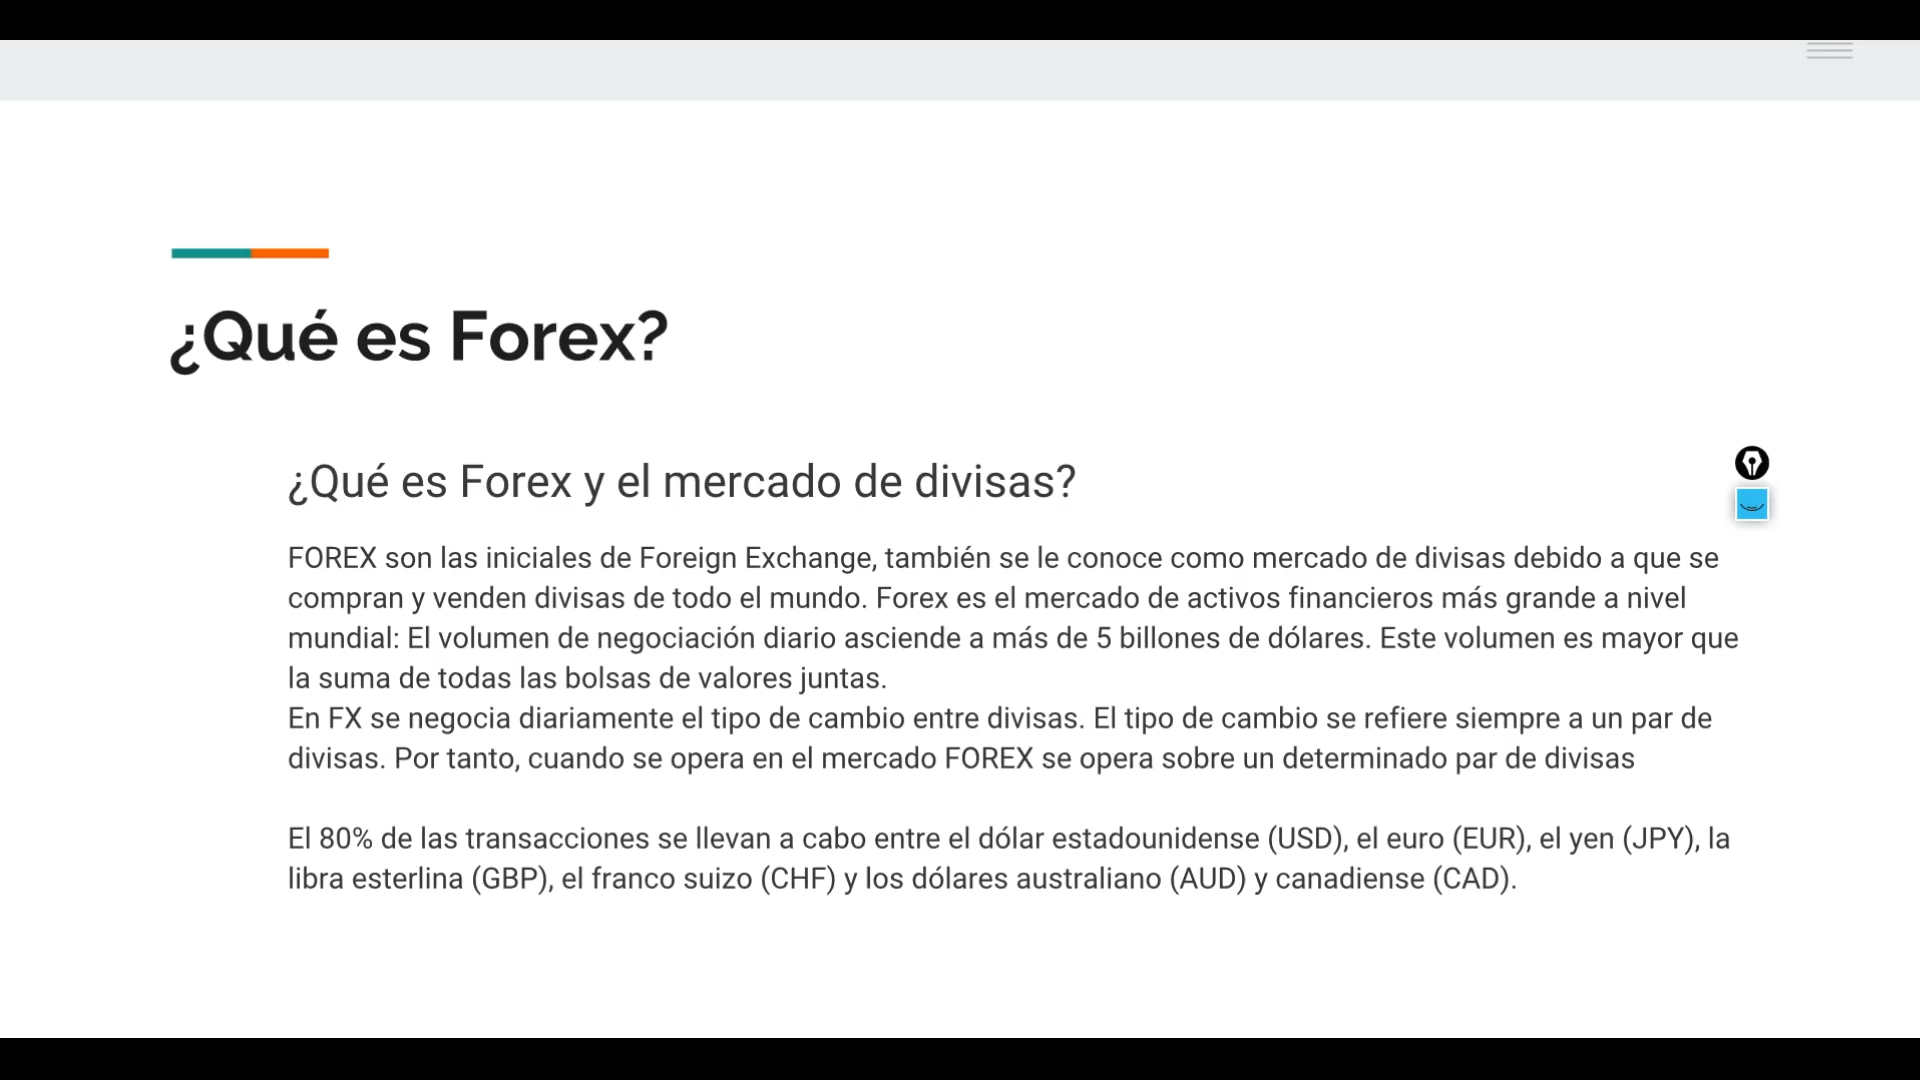 ¿Qué es Forex?
¿Qué es Forex y el mercado de divisas?
FOREX son las iniciales de Foreign Exchange, también se le conoce como mercado de divisas debido a que se
compran y venden divisas de todo el mundo. Forex es el mercado de activos financieros más grande a nivel
mundial: El volumen de negociación diario asciende a más de 5 billones de dólares. Este volumen es mayor que
la suma de todas las bolsas de valores juntas.
En FX se negocia diariamente el tipo de cambio entre divisas. El tipo de cambio se refiere siempre a un par de
divisas. Por tanto, cuando se opera en el mercado FOREX se opera sobre un determinado par de divisas
El 80% de las transacciones se llevan a cabo entre el dólar estadounidense (USD), el euro (EUR), el yen (JPY), la
libra esterlina (GBP), el franco suizo (CHF) y los dólares australiano (AUD) y canadiense (CAD).